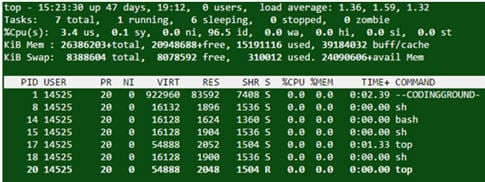 top - 15:23:30 up 47 days, 19:12, 0 users, load average: 1.36, 1.59, 1.32
Tasks: 7 total, 1 running, 6 sleeping, 0 stopped, 0 zombie
%Cpu(s): 3.4 us, 0.1 sy, 0.0 ni, 96.5 id, 0.0 wa, 0.0 hi, 0.0 si, 0.0 st
KiB Mem : 26386203+total, 20948688+free, 15191116 used, 39184032 buff/cache
KiB Swap: 8388604 total, 8078592 free, 310012 used. 24090606+avail Mem
PID USER PR NI VIRT RES SHR S %CPU %MEM TIME+ COMMAND
1 14525 20 0 922960 83592 7408 S 0.0 0.0 0:02.39 --CODINGGROUND-
8 14525 20 0 16132 1896 1536 S 0.0 0.0 0:00.00 sh
14 14525 20 0 16128 1624 1360 S 0.0 0.0 0:00.00 bash
15 14525 20 0 16128 1904 1536 S 0.0 0.0 0:00.00 sh
17 14525 20 0 54888 2052 1504 S 0.0 0.0 0:01.33 top
18 14525 20 0 16128 1900 1536 S 0.0 0.0 0:00.00 sh
20 14525 20 0 54888 2048 1504 R 0.0 0.0 0:00.00 top